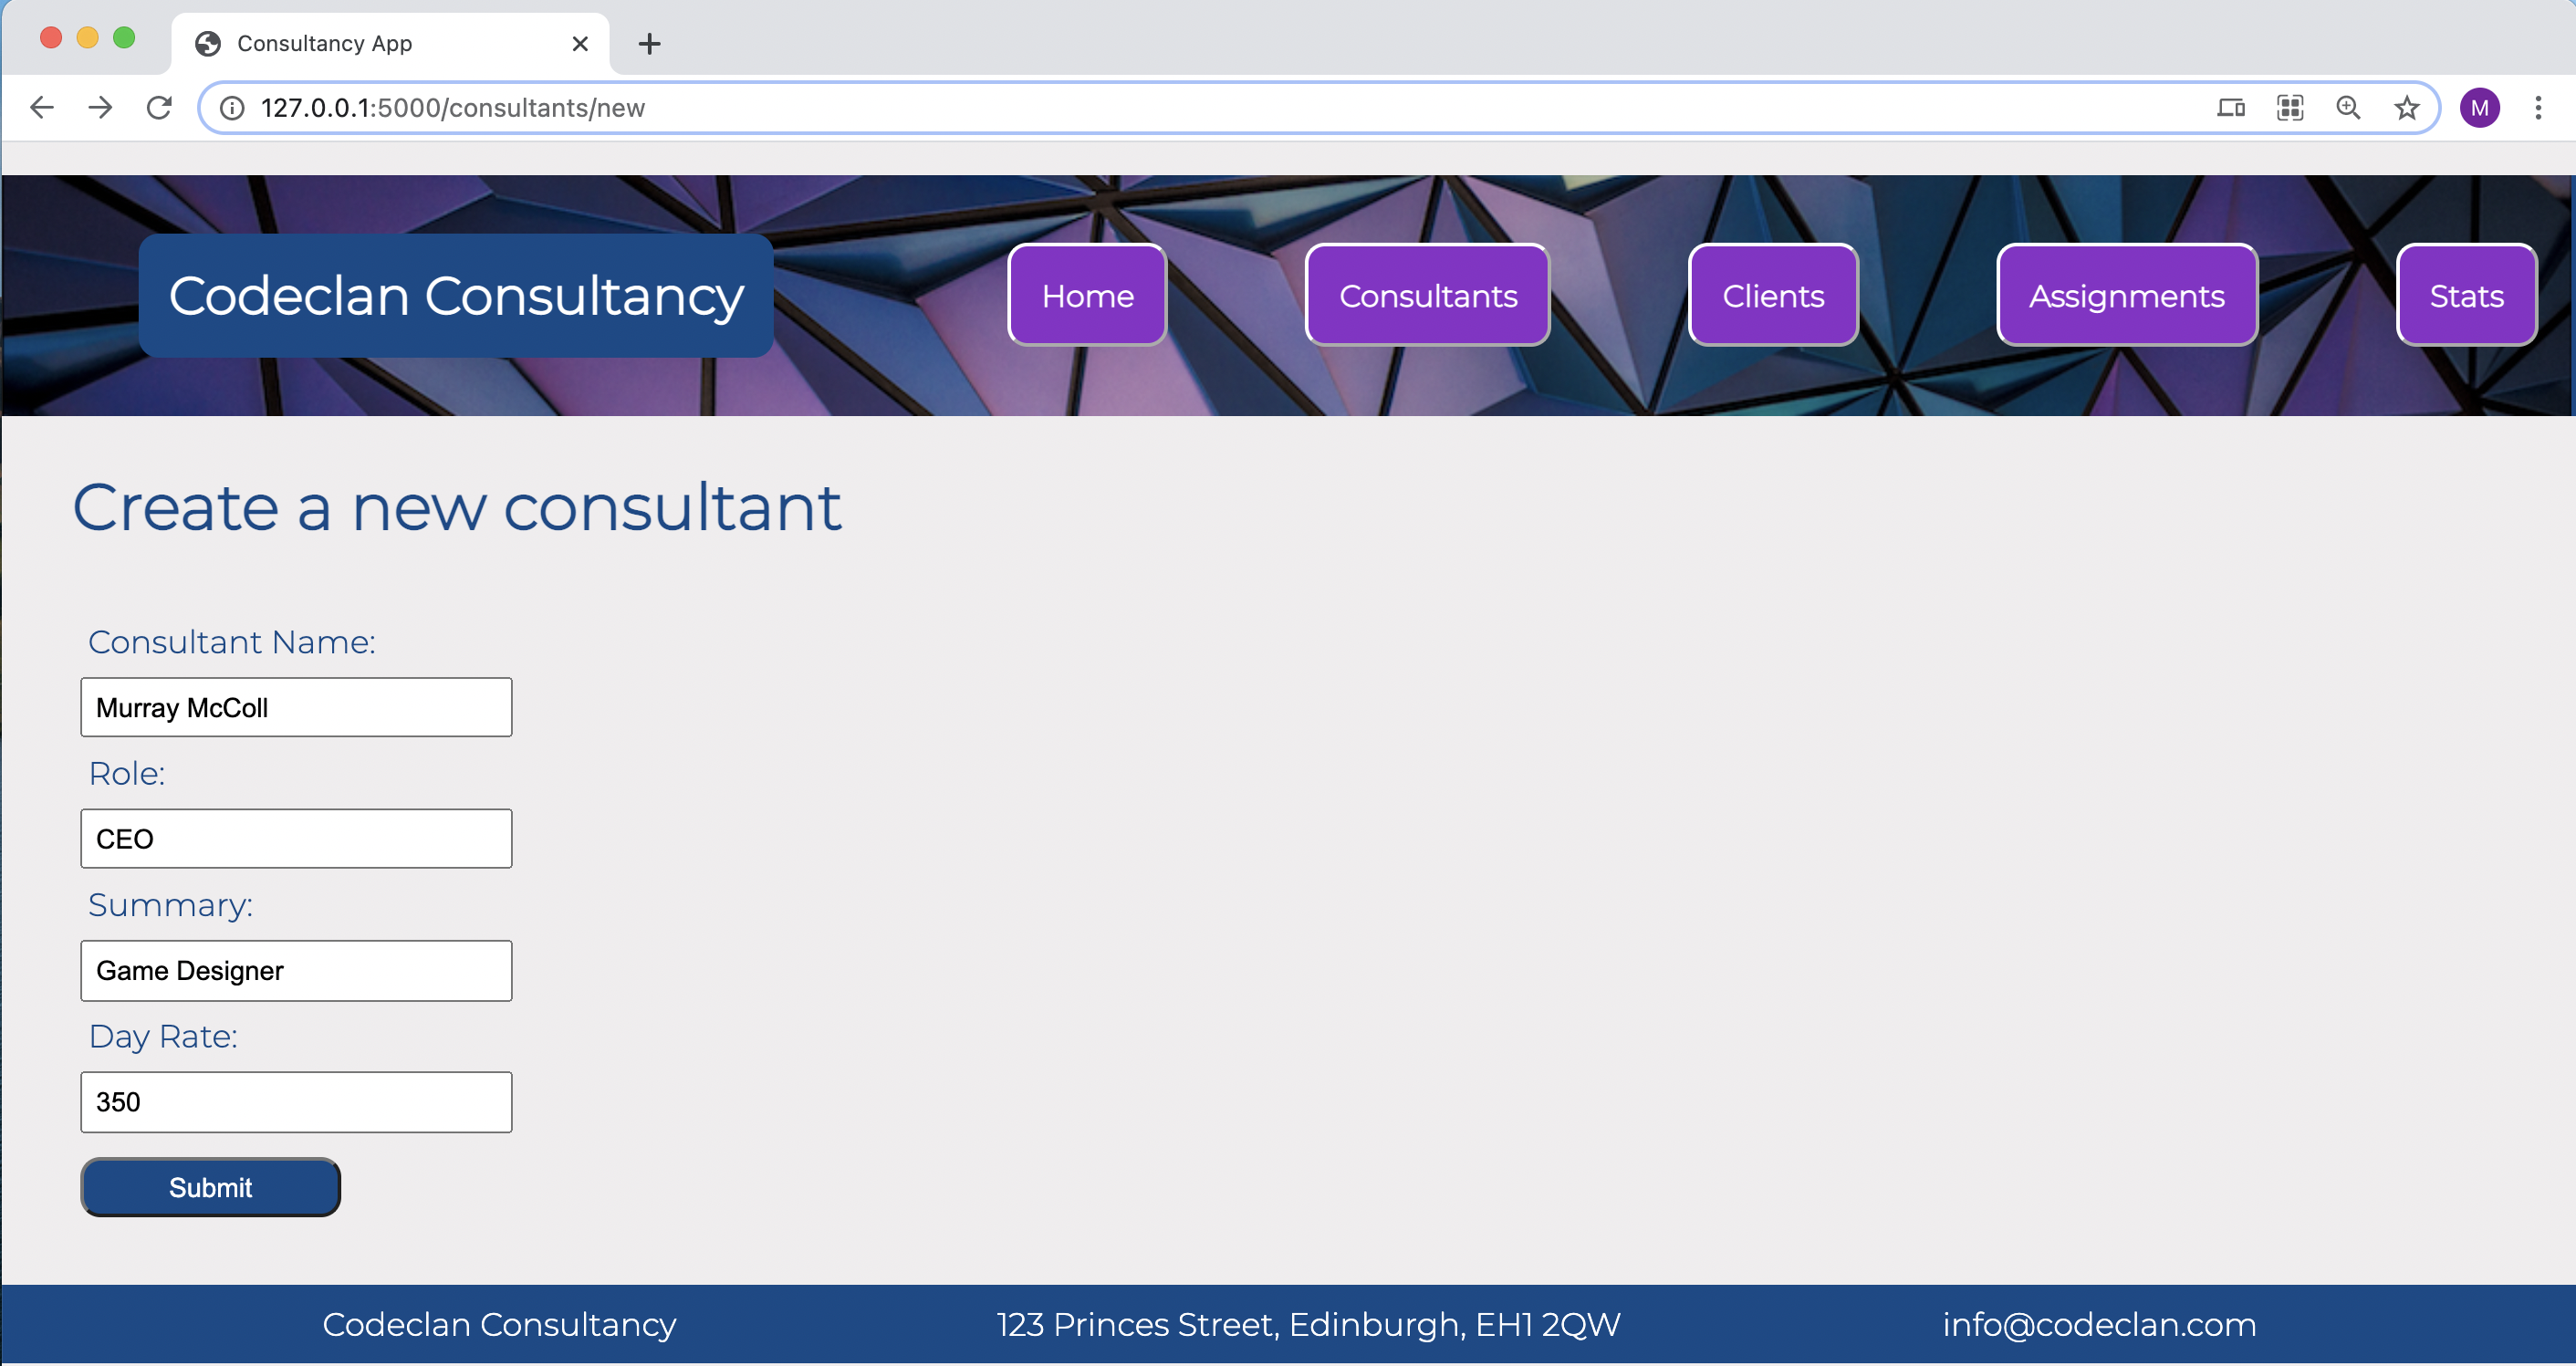 Consultancy App
127.0.0.1:5000/consultants/new
M
Codeclan Consultancy
Home
Consultants
Clients
Assignments
Stats
Create a new consultant
Consultant Name:
Murray McColl
Role:
CEO
Summary:
Game Designer
Day Rate:
350
Submit
Codeclan Consultancy
123 Princes Street, Edinburgh, EH1 2QW
info@codeclan.com